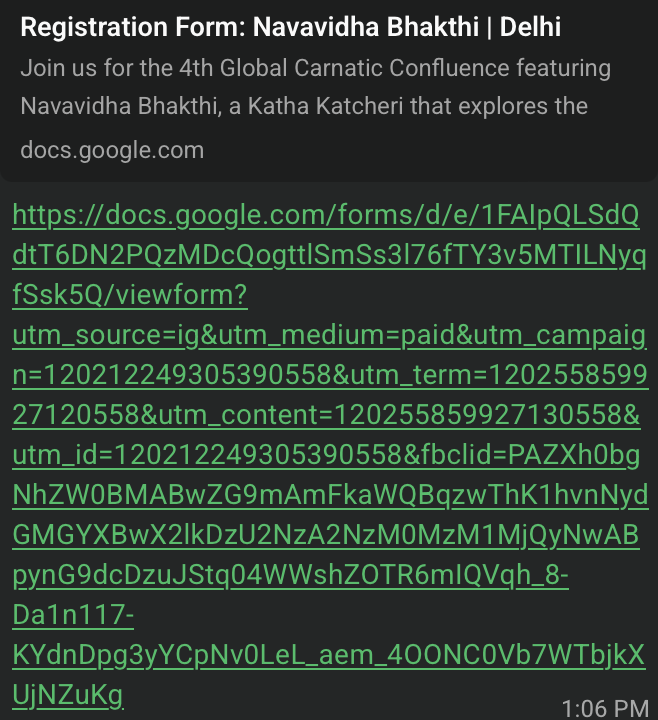 Registration Form: Navavidha Bhakthi | Delhi
Join us for the 4th Global Carnatic Confluence featuring
Navavidha Bhakthi, a Katha Katcheri that explores the
docs.google.com
https://docs.google.com/forms/d/e/1FAIpQLSdQ
dtT6DN2PQzMDcQogttlSmSs3l76fTY3v5MTILNyq
fSsk5Q/viewform?
utm_source=ig&utm_medium=paid&utm_campaig
n=120212249305390558&utm_term=1202558599
27120558&utm_content=120255859927130558&
utm_id=120212249305390558&fbclid=PAZXh0bg
NhZW0BMABwZG9mAmFkaWQBqzwThK1hvnNyd
GMGYXBwX2lkDzU2NzA2NzM0MzM1MjQyNwAB
pynG9dcDzuJStq04WWshZOTR6mIQVqh_8-
Da1n117-
KYdnDpg3yYCpNv0LeL_aem_4OONC0Vb7WTbjkX
UjNZuKg
1:06 PM